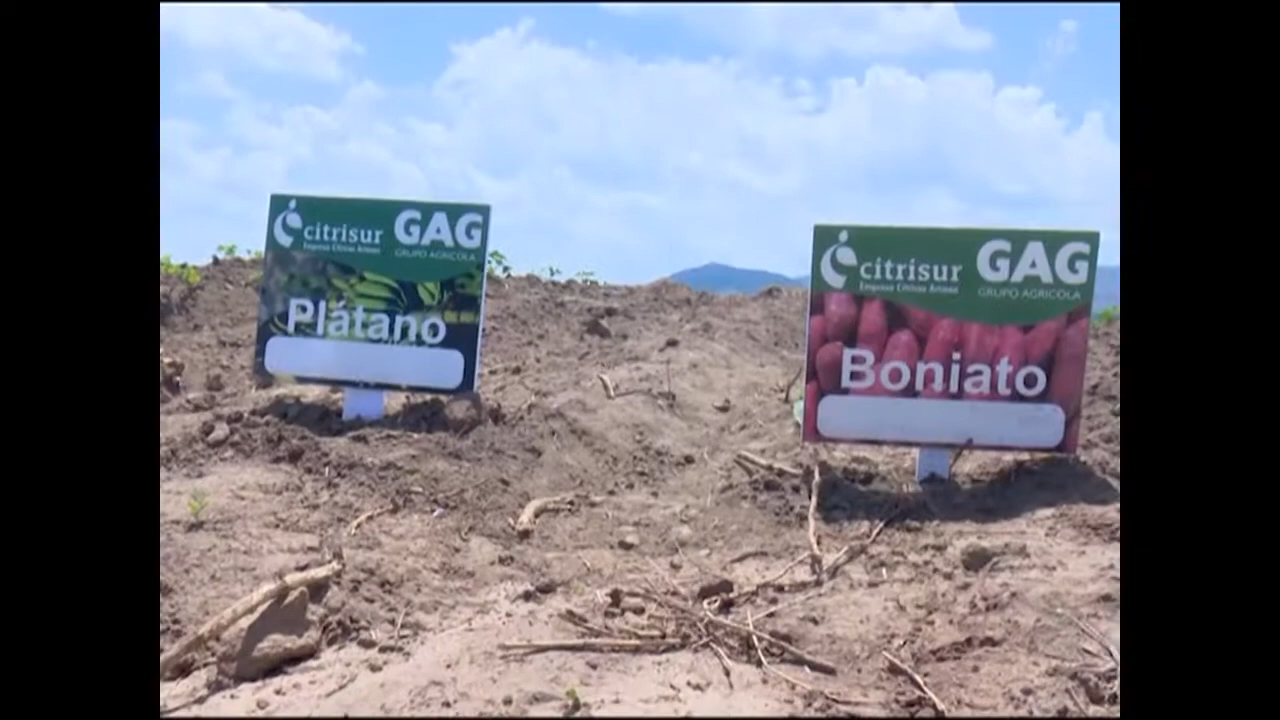 citrisur
Empresa Cítricos Arimao
GAG
GRUPO AGRICOLA
Plátano
citrisur
Empresa Cítricos Arimao
GAG
GRUPO AGRICOLA
Boniato